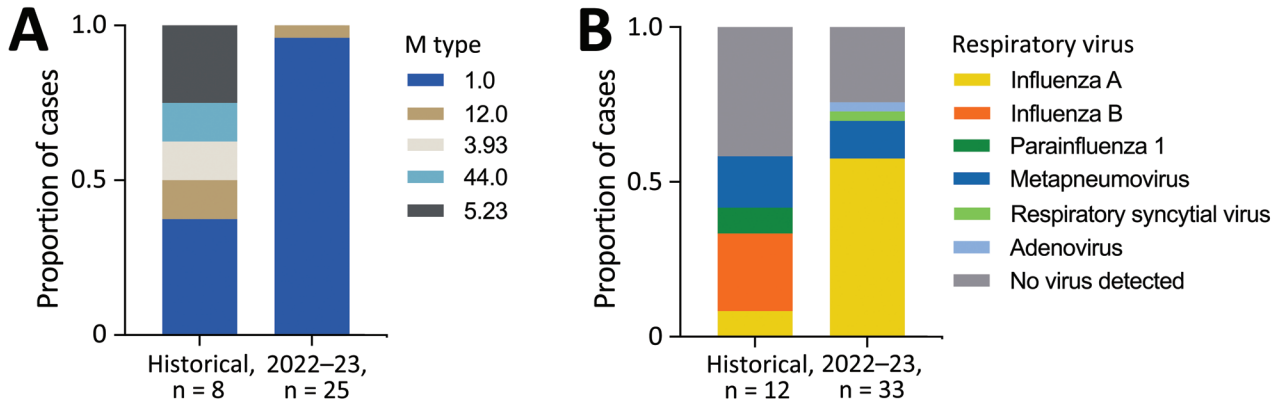 A
Proportion of cases
1.0
0.5
0
Historical,
n = 8
2022–23,
n = 25
M type
1.0
12.0
3.93
44.0
5.23
B
Proportion of cases
1.0
0.5
0
Historical,
n = 12
2022–23,
n = 33
Respiratory virus
Influenza A
Influenza B
Parainfluenza 1
Metapneumovirus
Respiratory syncytial virus
Adenovirus
No virus detected